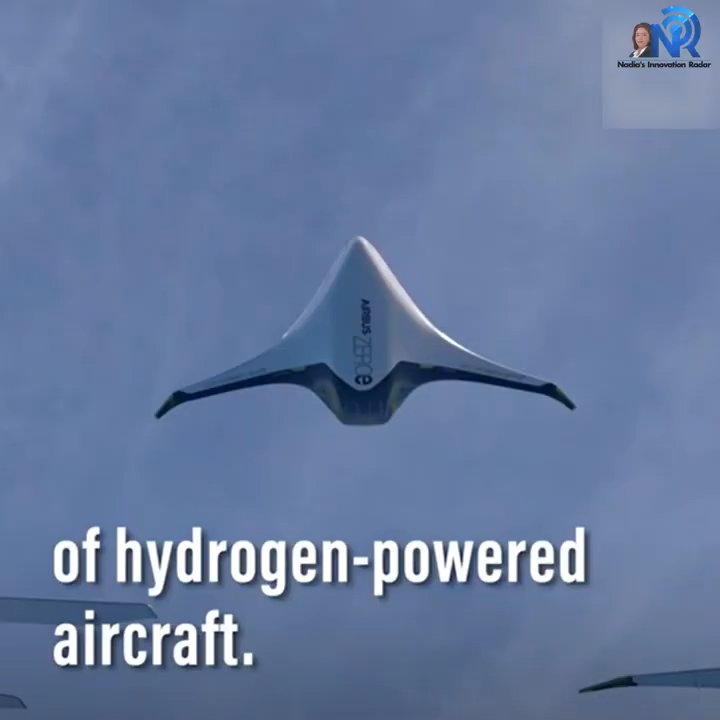 NR
Nadia's Innovation Radar
AIRBUS
ZEROe
of hydrogen-powered
aircraft.